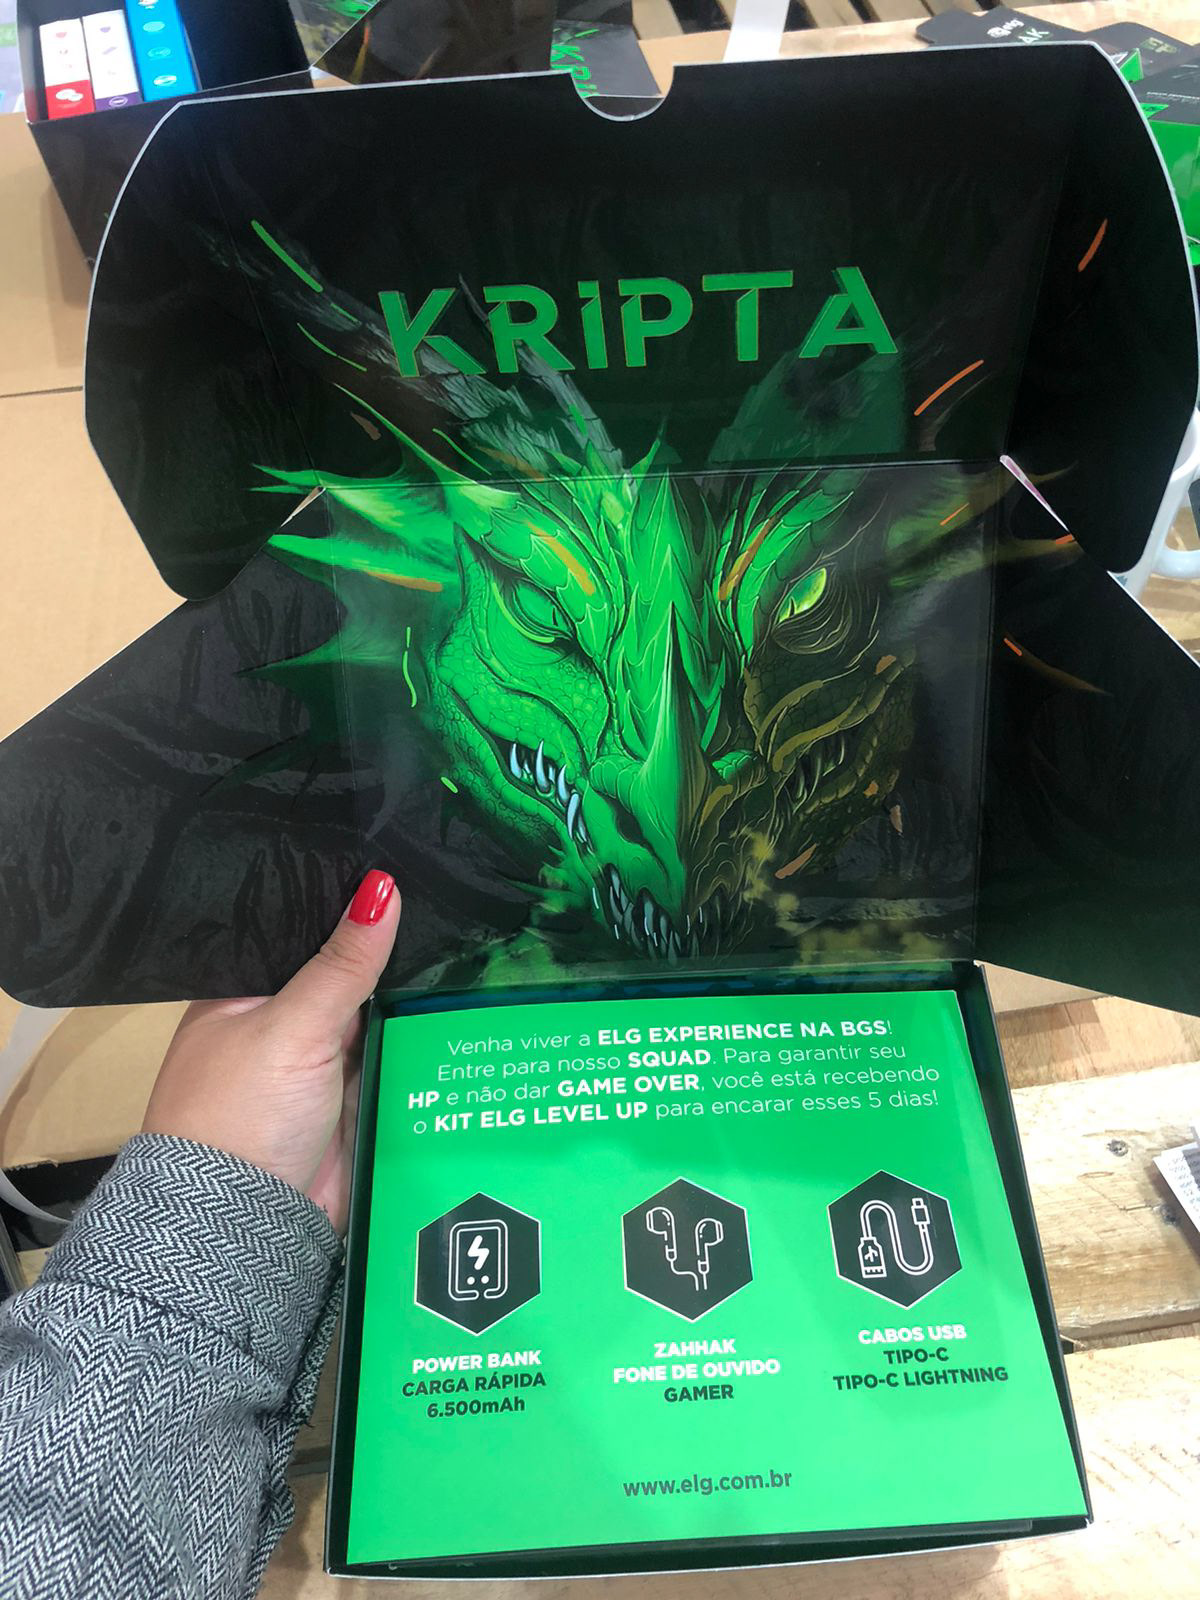 elg
AK
KRIPTA
Venha viver a ELG EXPERIENCE NA BGS!
Entre para nosso SQUAD. Para garantir seu
HP e não dar GAME OVER, você está recebendo
o KIT ELG LEVEL UP para encarar esses 5 dias!
POWER BANK
CARGA RÁPIDA
6.500mAh
ZAHHAK
FONE DE OUVIDO
GAMER
CABOS USB
TIPO-C
TIPO-C LIGHTNING
www.elg.com.br